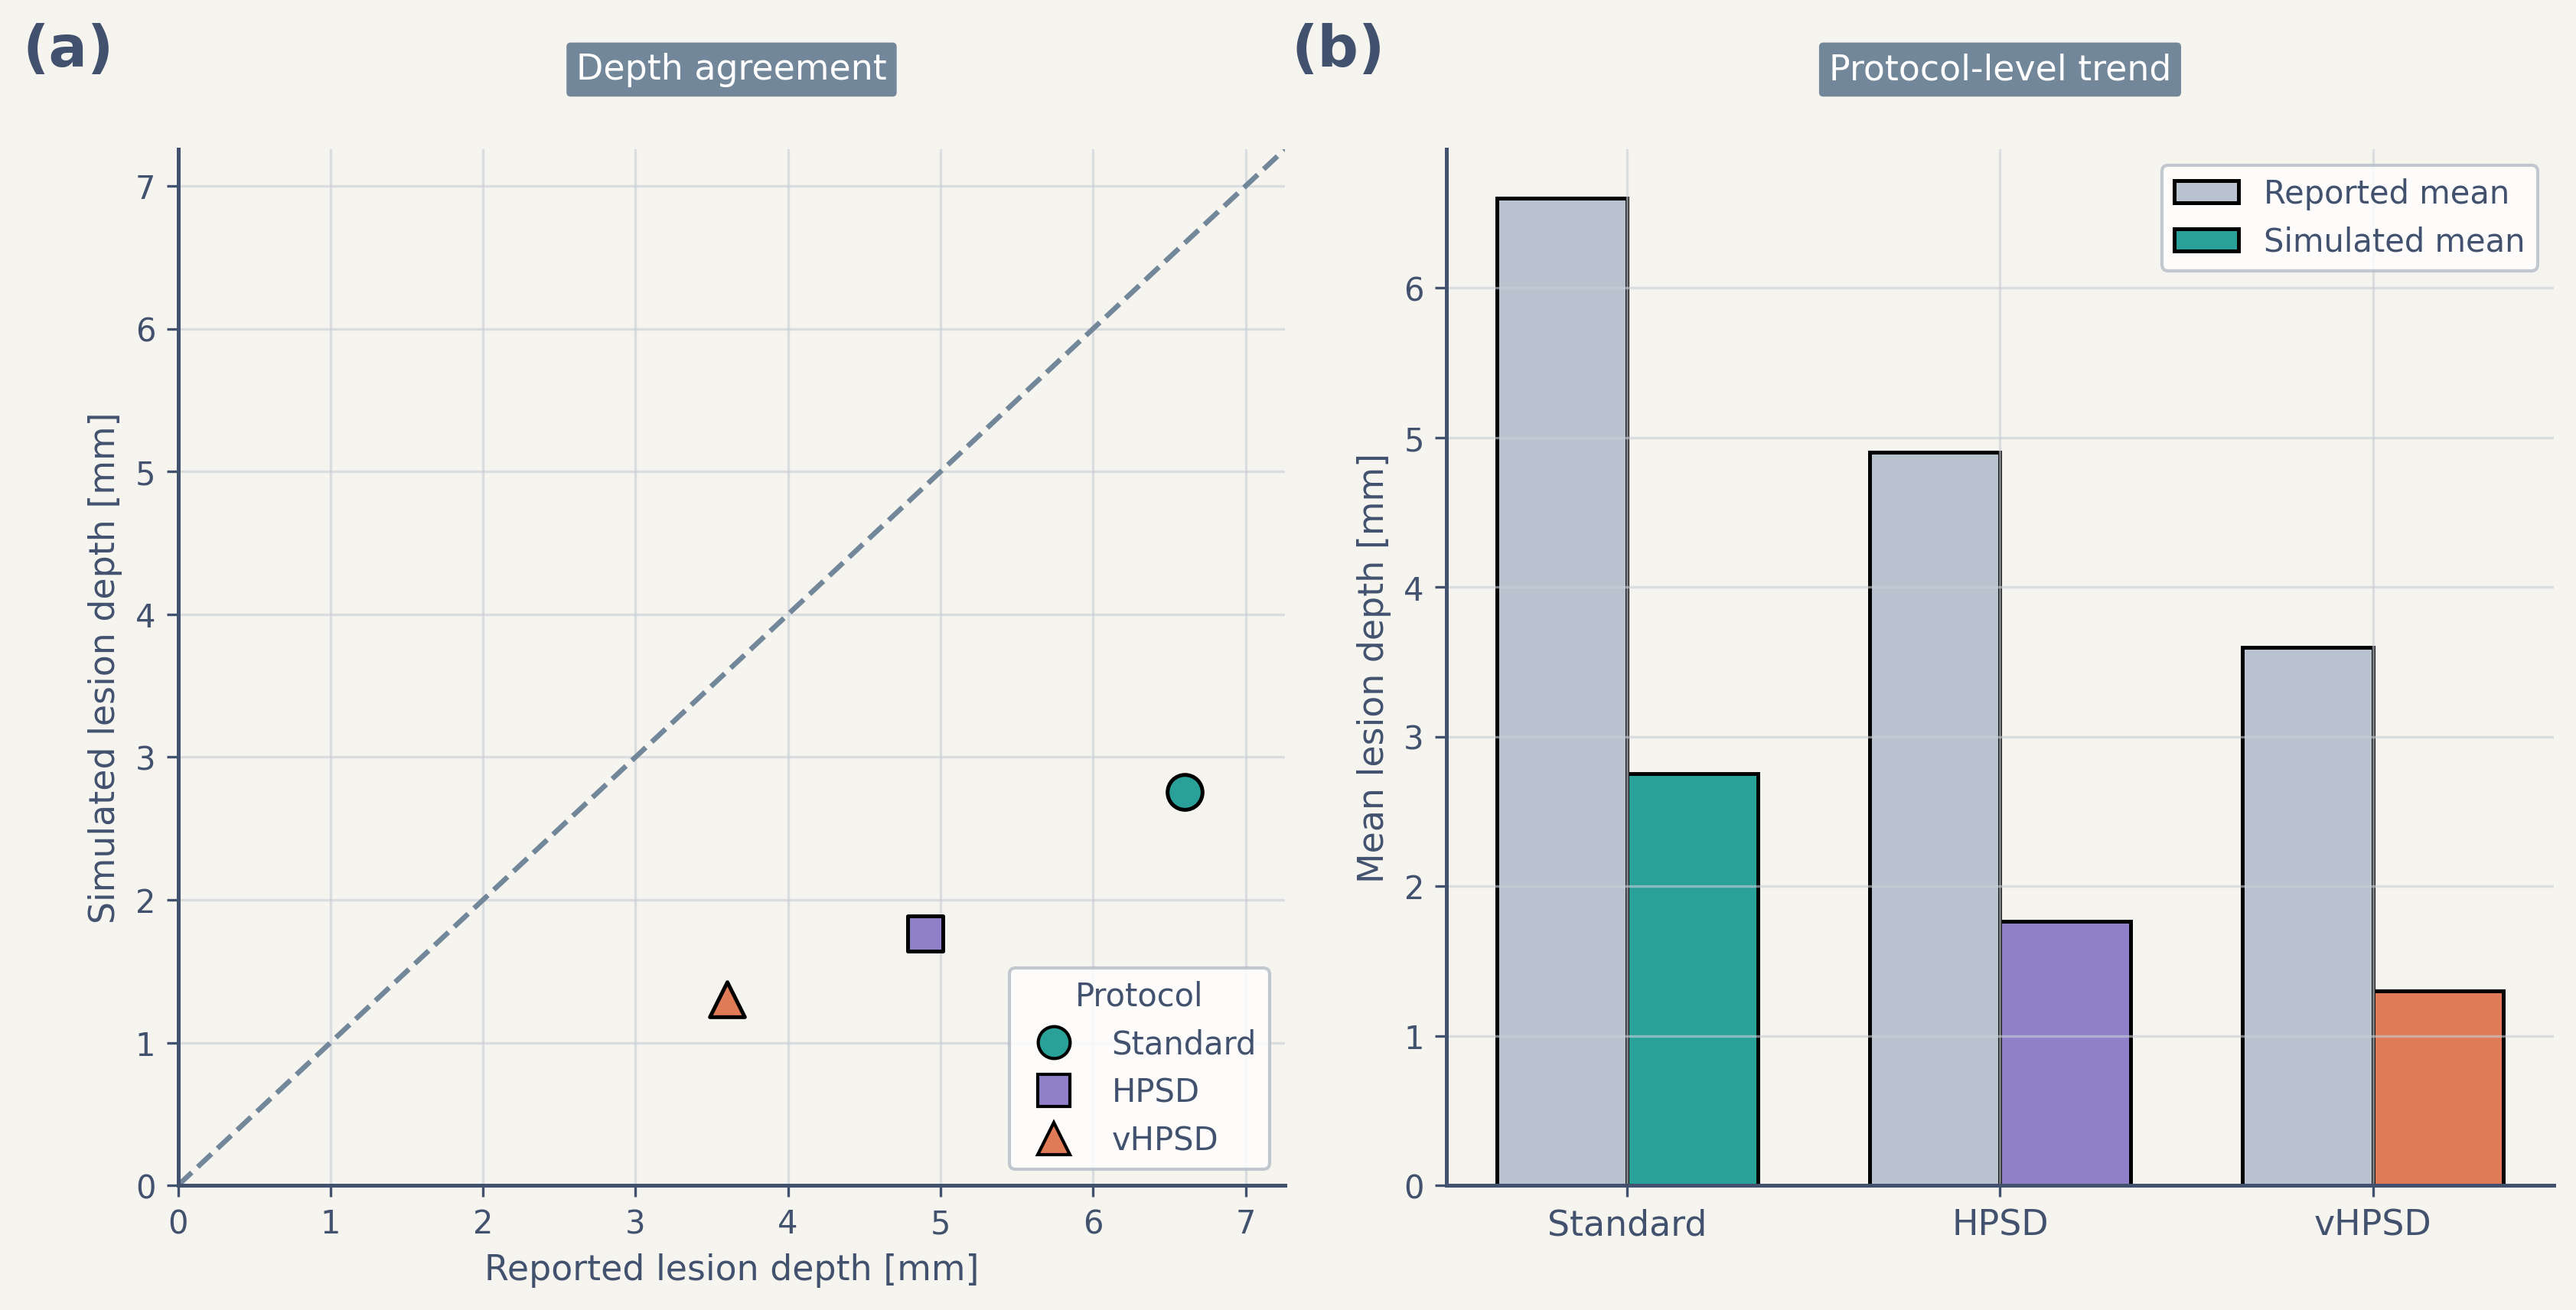 (a)
Depth agreement
7
6
5
4
3
2
1
0
Simulated lesion depth [mm]
0 1 2 3 4 5 6 7
Reported lesion depth [mm]
Protocol
Standard
HPSD
vHPSD
(b)
Protocol-level trend
Reported mean
Simulated mean
6
5
4
3
2
1
0
Mean lesion depth [mm]
Standard HPSD vHPSD